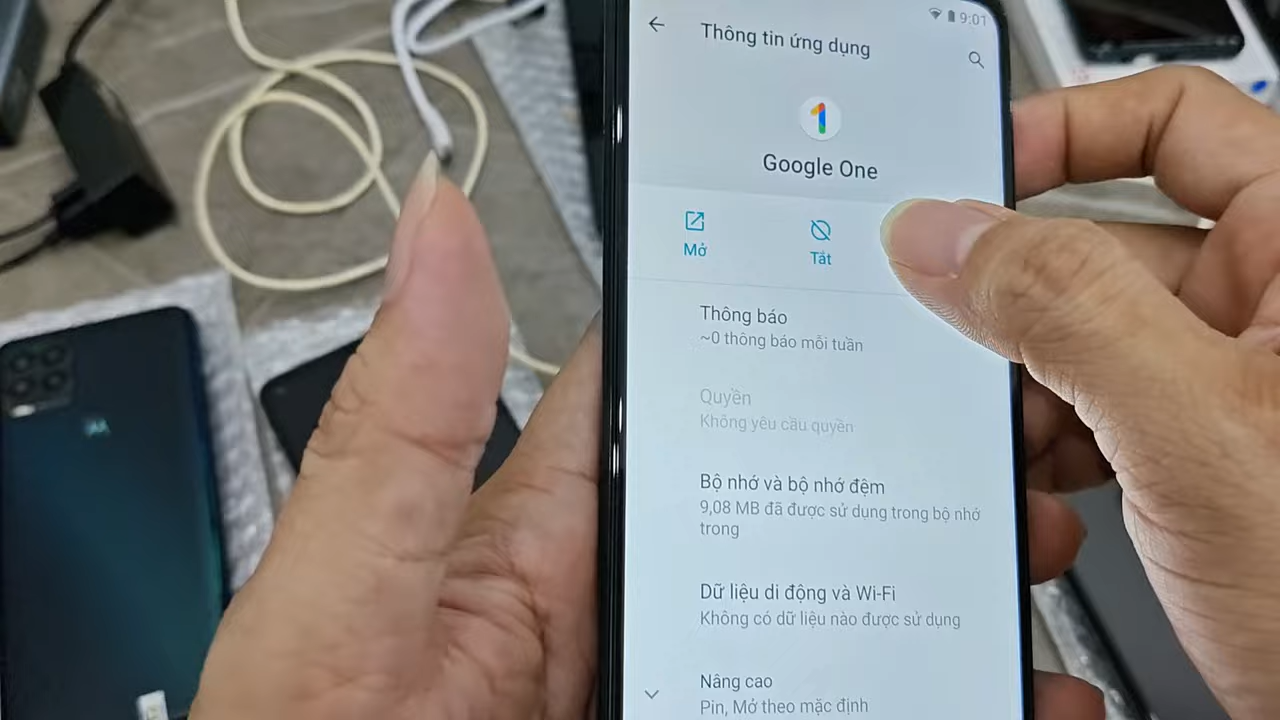 9:01
Thông tin ứng dụng
Google One
Mở
Tắt
Thông báo
~0 thông báo mỗi tuần
Quyền
Không yêu cầu quyền
Bộ nhớ và bộ nhớ đệm
9,08 MB đã được sử dụng trong bộ nhớ
trong
Dữ liệu di động và Wi-Fi
Không có dữ liệu nào được sử dụng
Nâng cao
Pin, Mở theo mặc định